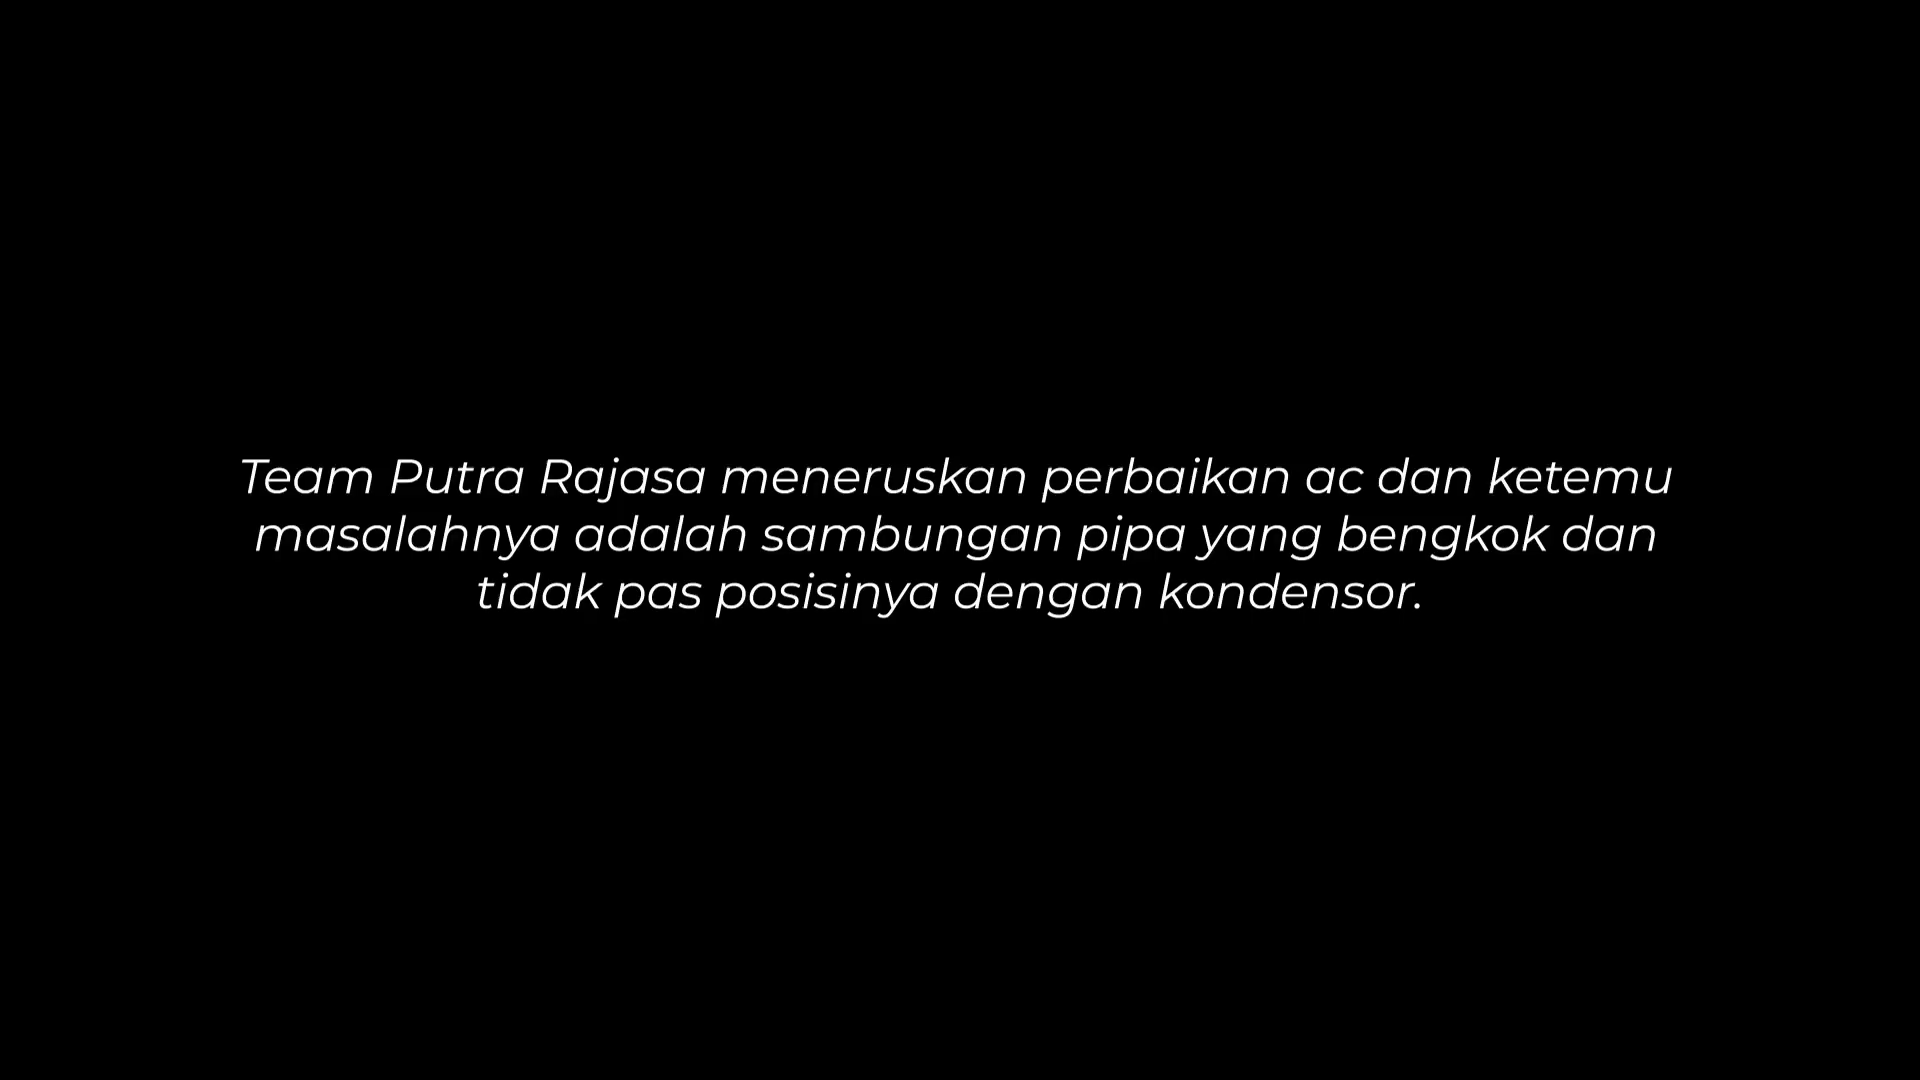 Team Putra Rajasa meneruskan perbaikan ac dan ketemu
masalahnya adalah sambungan pipa yang bengkok dan
tidak pas posisinya dengan kondensor.